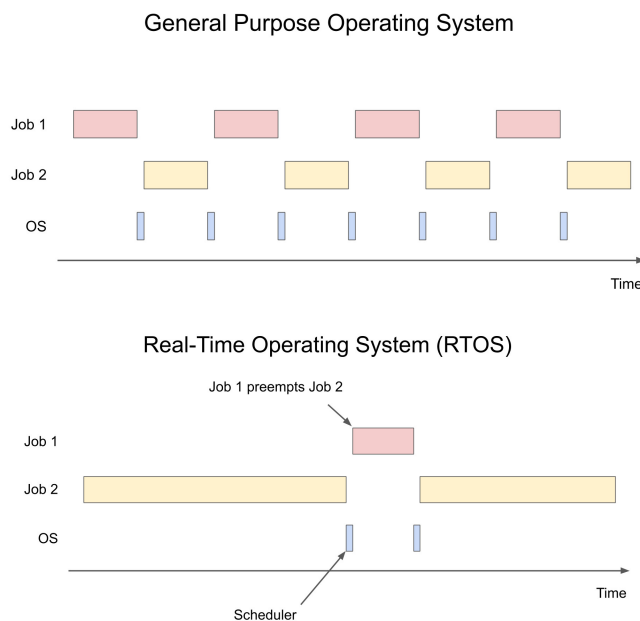 General Purpose Operating System
Job 1
Job 2
OS
Time
Real-Time Operating System (RTOS)
Job 1 preempts Job 2
Job 1
Job 2
OS
Time
Scheduler